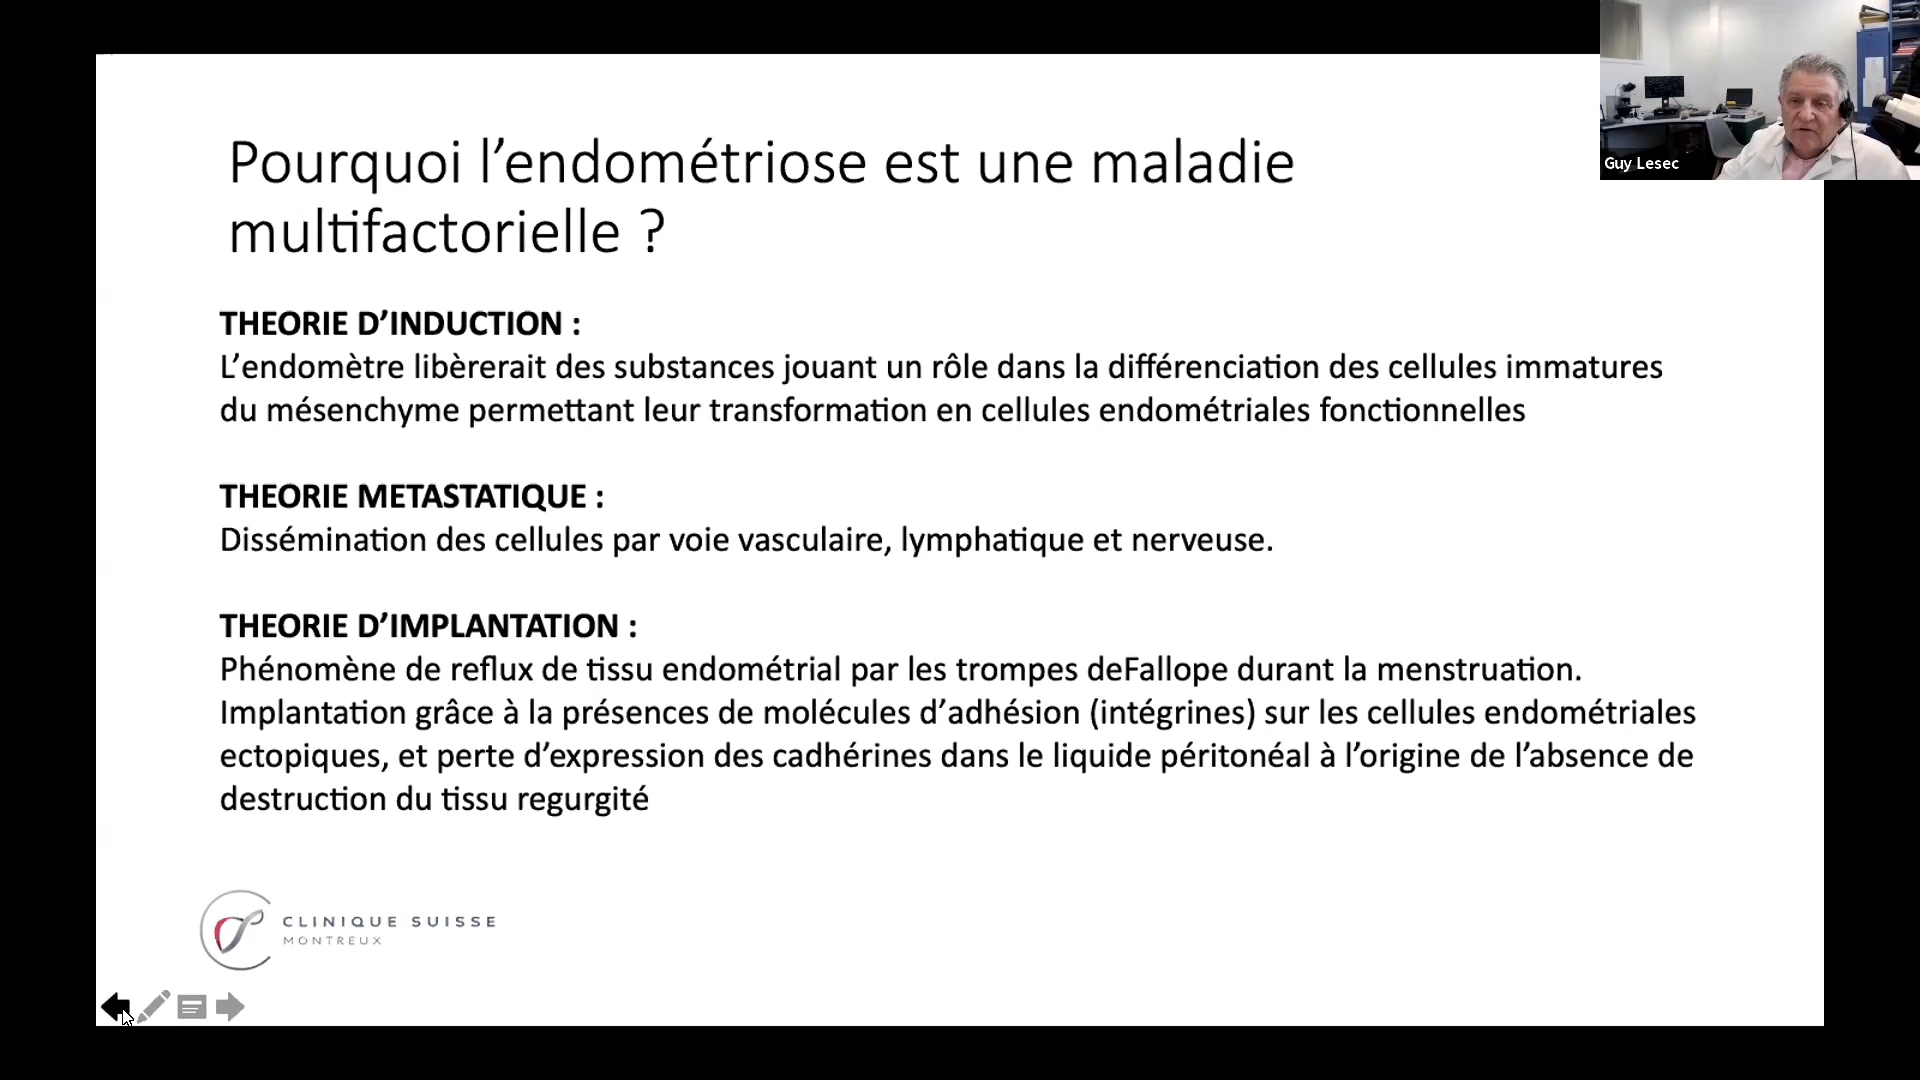 Guy Lesec
Pourquoi l’endométriose est une maladie
multifactorielle ?
THEORIE D’INDUCTION :
L’endomètre libèrerait des substances jouant un rôle dans la différenciation des cellules immatures
du mésenchyme permettant leur transformation en cellules endométriales fonctionnelles
THEORIE METASTATIQUE :
Dissémination des cellules par voie vasculaire, lymphatique et nerveuse.
THEORIE D’IMPLANTATION :
Phénomène de reflux de tissu endométrial par les trompes deFallope durant la menstruation.
Implantation grâce à la présences de molécules d’adhésion (intégrines) sur les cellules endométriales
ectopiques, et perte d’expression des cadhérines dans le liquide péritonéal à l’origine de l’absence de
destruction du tissu regurgité
CLINIQUE SUISSE
MONTREUX